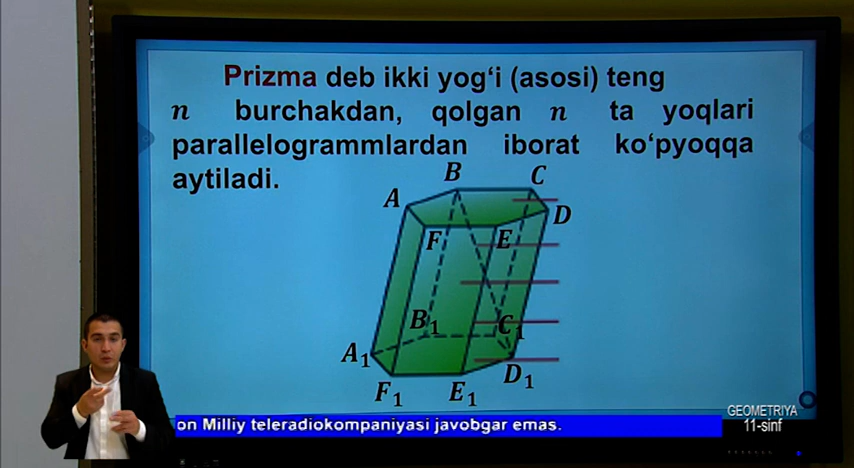 Prizma deb ikki yog‘i (asosi) teng
n burchakdan, qolgan n ta yoqlari
parallelogrammlardan iborat ko‘pyoqqa
aytiladi.
B C
A D
F E
B₁ C₁
A₁ D₁
F₁ E₁
GEOMETRIYA
on Milliy teleradiokompaniyasi javobgar emas.
11-sinf